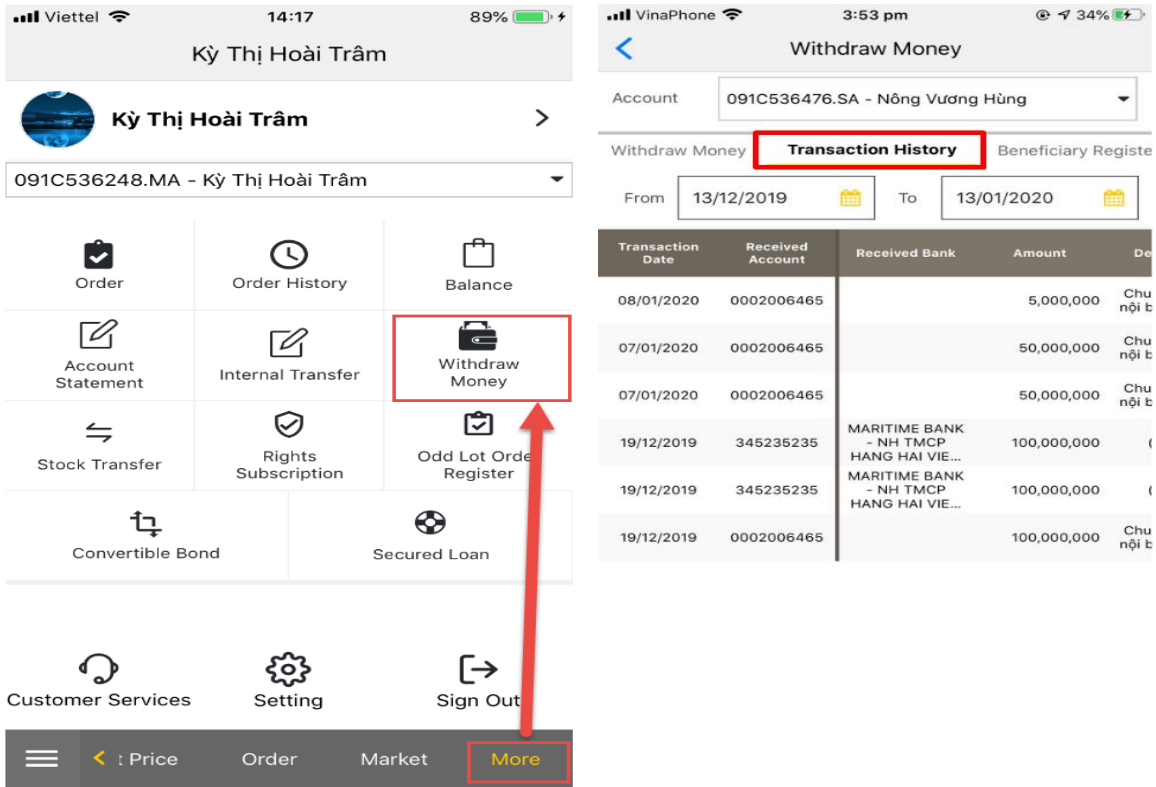 Viettel 14:17 89%
Kỳ Thị Hoài Trâm
Kỳ Thị Hoài Trâm
091C536248.MA - Kỳ Thị Hoài Trâm
Order
Order History
Balance
Account
Statement
Internal Transfer
Withdraw
Money
Stock Transfer
Rights
Subscription
Odd Lot Orde
Register
Convertible Bond
Secured Loan
Customer Services
Setting
Sign Out
t Price Order Market More
VinaPhone 3:53 pm 34%
Withdraw Money
Account 091C536476.SA - Nông Vương Hùng
Withdraw Money Transaction History Beneficiary Registe
From 13/12/2019 To 13/01/2020
Transaction
Date
Received
Account
Received Bank
Amount
De
08/01/2020 0002006465 5,000,000 Chu
nội b
07/01/2020 0002006465 50,000,000 Chu
nội b
07/01/2020 0002006465 50,000,000 Chu
nội b
19/12/2019 345235235 MARITIME BANK
- NH TMCP
HANG HAI VIE... 100,000,000 (
19/12/2019 345235235 MARITIME BANK
- NH TMCP
HANG HAI VIE... 100,000,000 (
19/12/2019 0002006465 100,000,000 Chu
nội b